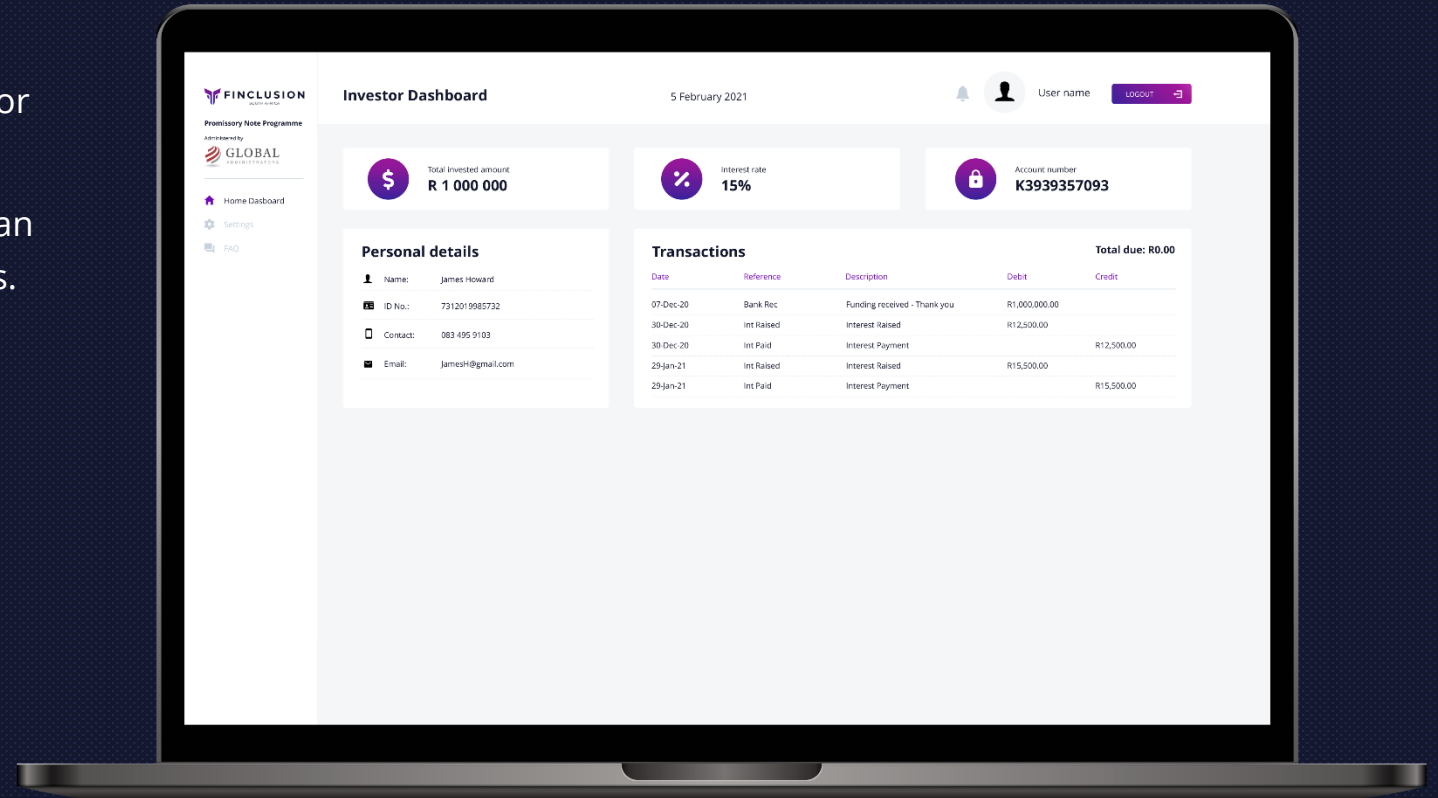 or
an
s.
FINCLUSION
SOUTH AFRICA
Promissory Note Programme
Administered by
GLOBAL
ADMINISTRATORS
Home Dasboard
Settings
FAQ
Investor Dashboard
5 February 2021
User name
LOGOUT
Total invested amount
R 1 000 000
Interest rate
15%
Account number
K3939357093
Personal details
Name: James Howard
ID No.: 7312019985732
Contact: 083 495 9103
Email: JamesH@gmail.com
Transactions
Total due: R0.00
Date Reference Description Debit Credit
07-Dec-20 Bank Rec Funding received - Thank you R1,000,000.00
30-Dec-20 Int Raised Interest Raised R12,500.00
30-Dec-20 Int Paid Interest Payment R12,500.00
29-Jan-21 Int Raised Interest Raised R15,500.00
29-Jan-21 Int Paid Interest Payment R15,500.00